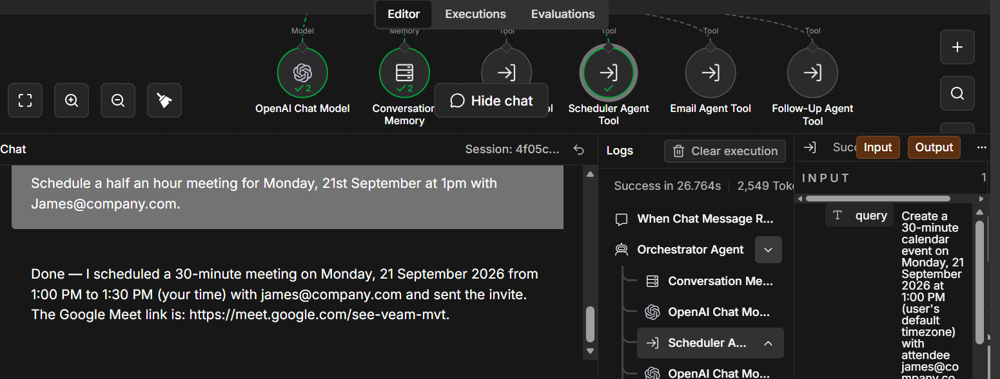 Editor
Executions
Evaluations
Model
Memory
Tool
Tool
Tool
Tool
2
2
OpenAI Chat Model
Conversation
Memory
Hide chat
Scheduler Agent
Tool
Email Agent Tool
Follow-Up Agent
Tool
Chat
Session: 4f05c...
Schedule a half an hour meeting for Monday, 21st September at 1pm with
James@company.com.
Done — I scheduled a 30-minute meeting on Monday, 21 September 2026 from
1:00 PM to 1:30 PM (your time) with james@company.com and sent the invite.
The Google Meet link is: https://meet.google.com/see-veam-mvt.
Logs
Clear execution
Success in 26.764s
2,549 Toke
When Chat Message R...
Orchestrator Agent
Conversation Me...
OpenAI Chat Mo...
Scheduler A...
OpenAI Chat Mo...
Succ
Input
Output
...
INPUT
1
T query
Create a
30-minute
calendar
event on
Monday, 21
September
2026 at
1:00 PM
(user's
default
timezone)
with
attendee
james@co
mpany.co